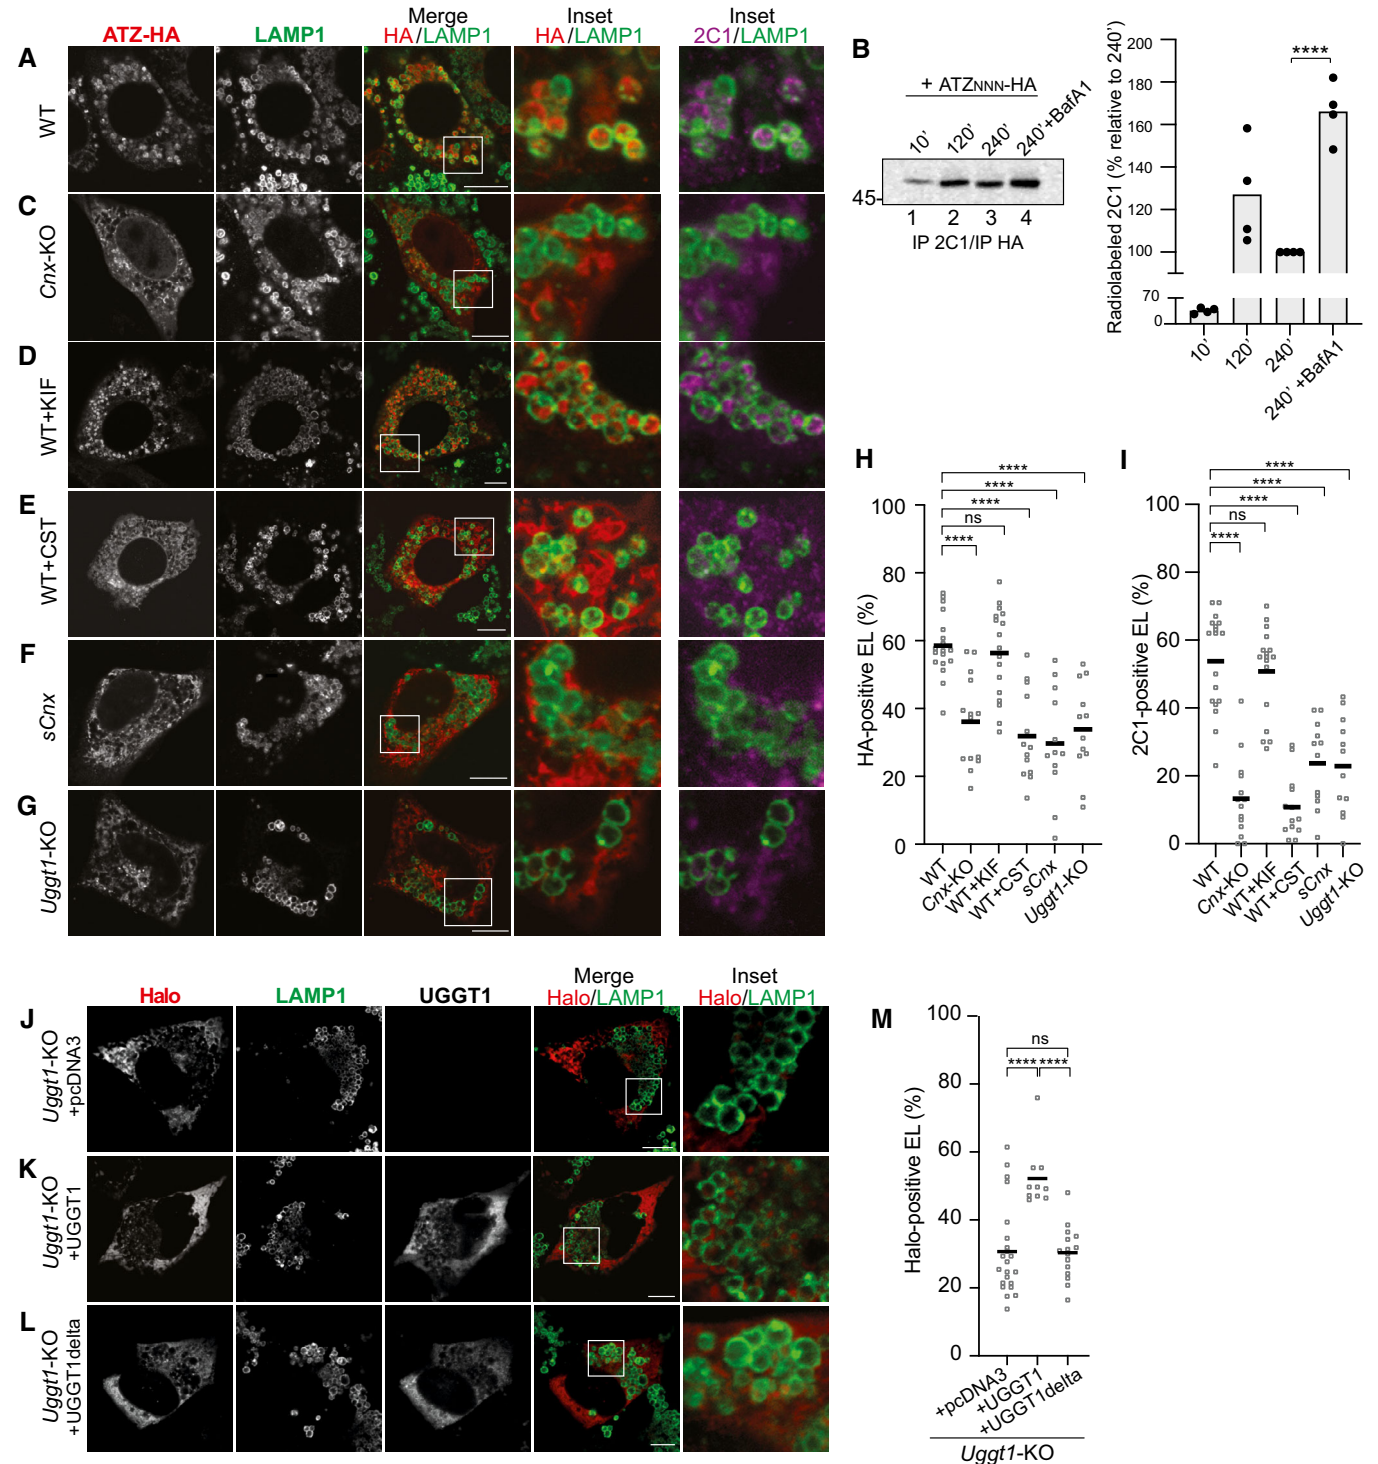 ATZ-HA LAMP1 Merge HA/LAMP1 Inset HA/LAMP1 Inset 2C1/LAMP1
A WT
C Cnx-KO
D WT+KIF
E WT+CST
F sCnx
G Uggt1-KO
B
+ ATZNNN-HA
10' 120' 240' 240'+BafA1
45-
1 2 3 4
IP 2C1/IP HA
Radiolabeled 2C1 (% relative to 240')
200
180
160
140
120
100
70
0
****
10' 120' 240' 240' +BafA1
H
HA-positive EL (%)
100
80
60
40
20
0
****
****
****
ns
****
WT Cnx-KO WT+KIF WT+CST sCnx Uggt1-KO
I
2C1-positive EL (%)
100
80
60
40
20
0
****
****
****
ns
****
WT Cnx-KO WT+KIF WT+CST sCnx Uggt1-KO
Halo LAMP1 UGGT1 Merge Halo/LAMP1 Inset Halo/LAMP1
J Uggt1-KO
+pcDNA3
K Uggt1-KO
+UGGT1
L Uggt1-KO
+UGGT1delta
M
Halo-positive EL (%)
100
80
60
40
20
0
ns
**** ****
+pcDNA3
+UGGT1
+UGGT1delta
Uggt1-KO